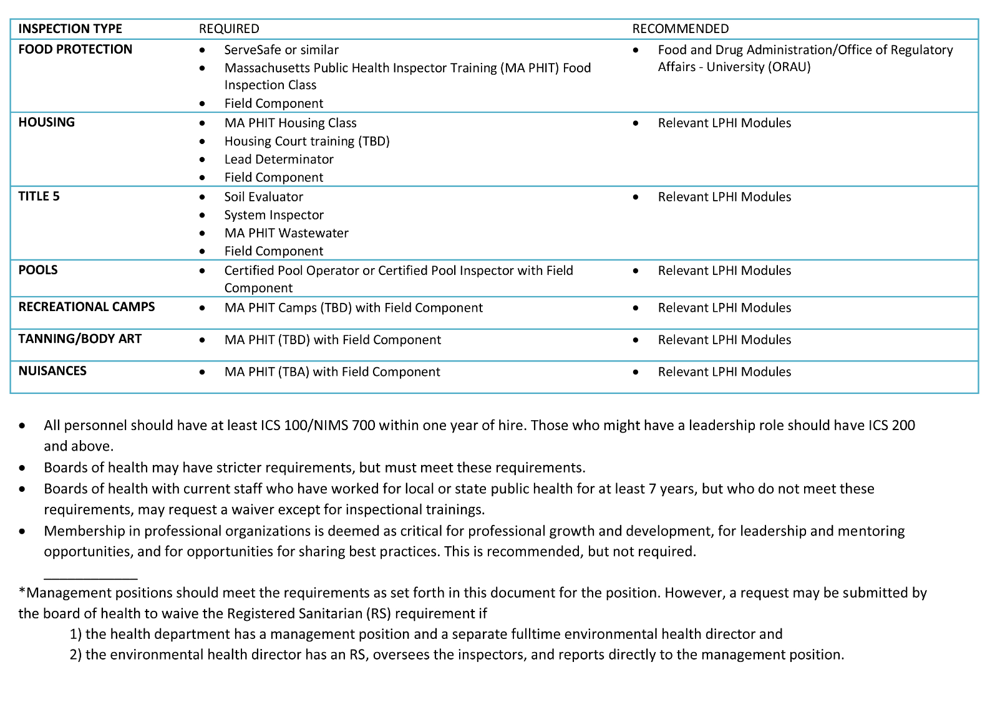 INSPECTION TYPE REQUIRED RECOMMENDED
FOOD PROTECTION • ServeSafe or similar • Food and Drug Administration/Office of Regulatory
• Massachusetts Public Health Inspector Training (MA PHIT) Food Affairs - University (ORAU)
Inspection Class
• Field Component
HOUSING • MA PHIT Housing Class • Relevant LPHI Modules
• Housing Court training (TBD)
• Lead Determinator
• Field Component
TITLE 5 • Soil Evaluator • Relevant LPHI Modules
• System Inspector
• MA PHIT Wastewater
• Field Component
POOLS • Certified Pool Operator or Certified Pool Inspector with Field • Relevant LPHI Modules
Component
RECREATIONAL CAMPS • MA PHIT Camps (TBD) with Field Component • Relevant LPHI Modules
TANNING/BODY ART • MA PHIT (TBD) with Field Component • Relevant LPHI Modules
NUISANCES • MA PHIT (TBA) with Field Component • Relevant LPHI Modules
• All personnel should have at least ICS 100/NIMS 700 within one year of hire. Those who might have a leadership role should have ICS 200
and above.
• Boards of health may have stricter requirements, but must meet these requirements.
• Boards of health with current staff who have worked for local or state public health for at least 7 years, but who do not meet these
requirements, may request a waiver except for inspectional trainings.
• Membership in professional organizations is deemed as critical for professional growth and development, for leadership and mentoring
opportunities, and for opportunities for sharing best practices. This is recommended, but not required.
*Management positions should meet the requirements as set forth in this document for the position. However, a request may be submitted by
the board of health to waive the Registered Sanitarian (RS) requirement if
1) the health department has a management position and a separate fulltime environmental health director and
2) the environmental health director has an RS, oversees the inspectors, and reports directly to the management position.